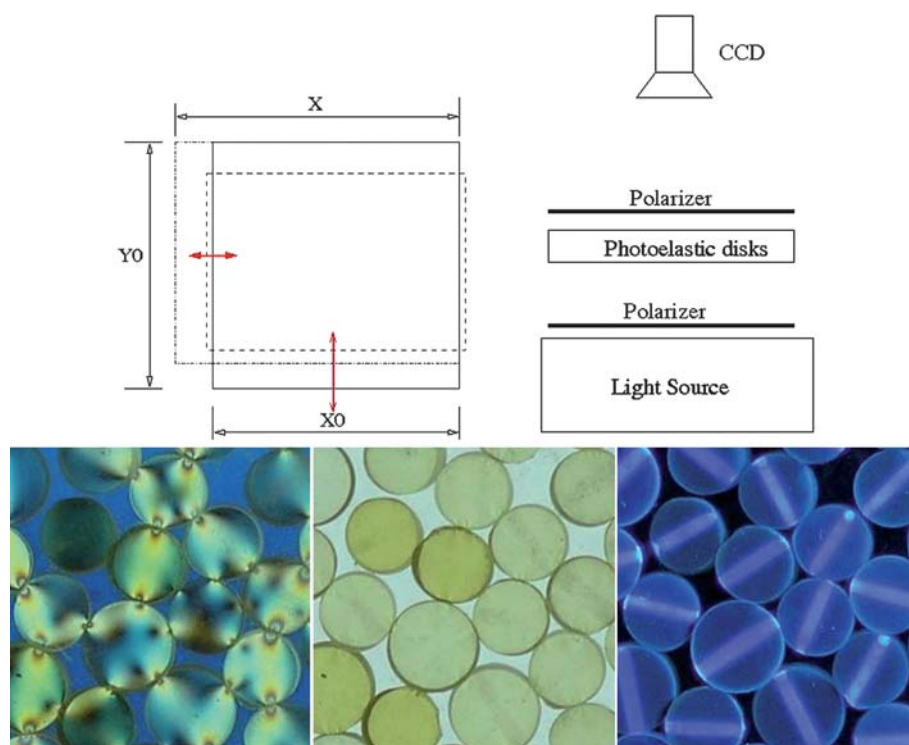 CCD
X
Polarizer
Y0
Photoelastic disks
Polarizer
Light Source
X0